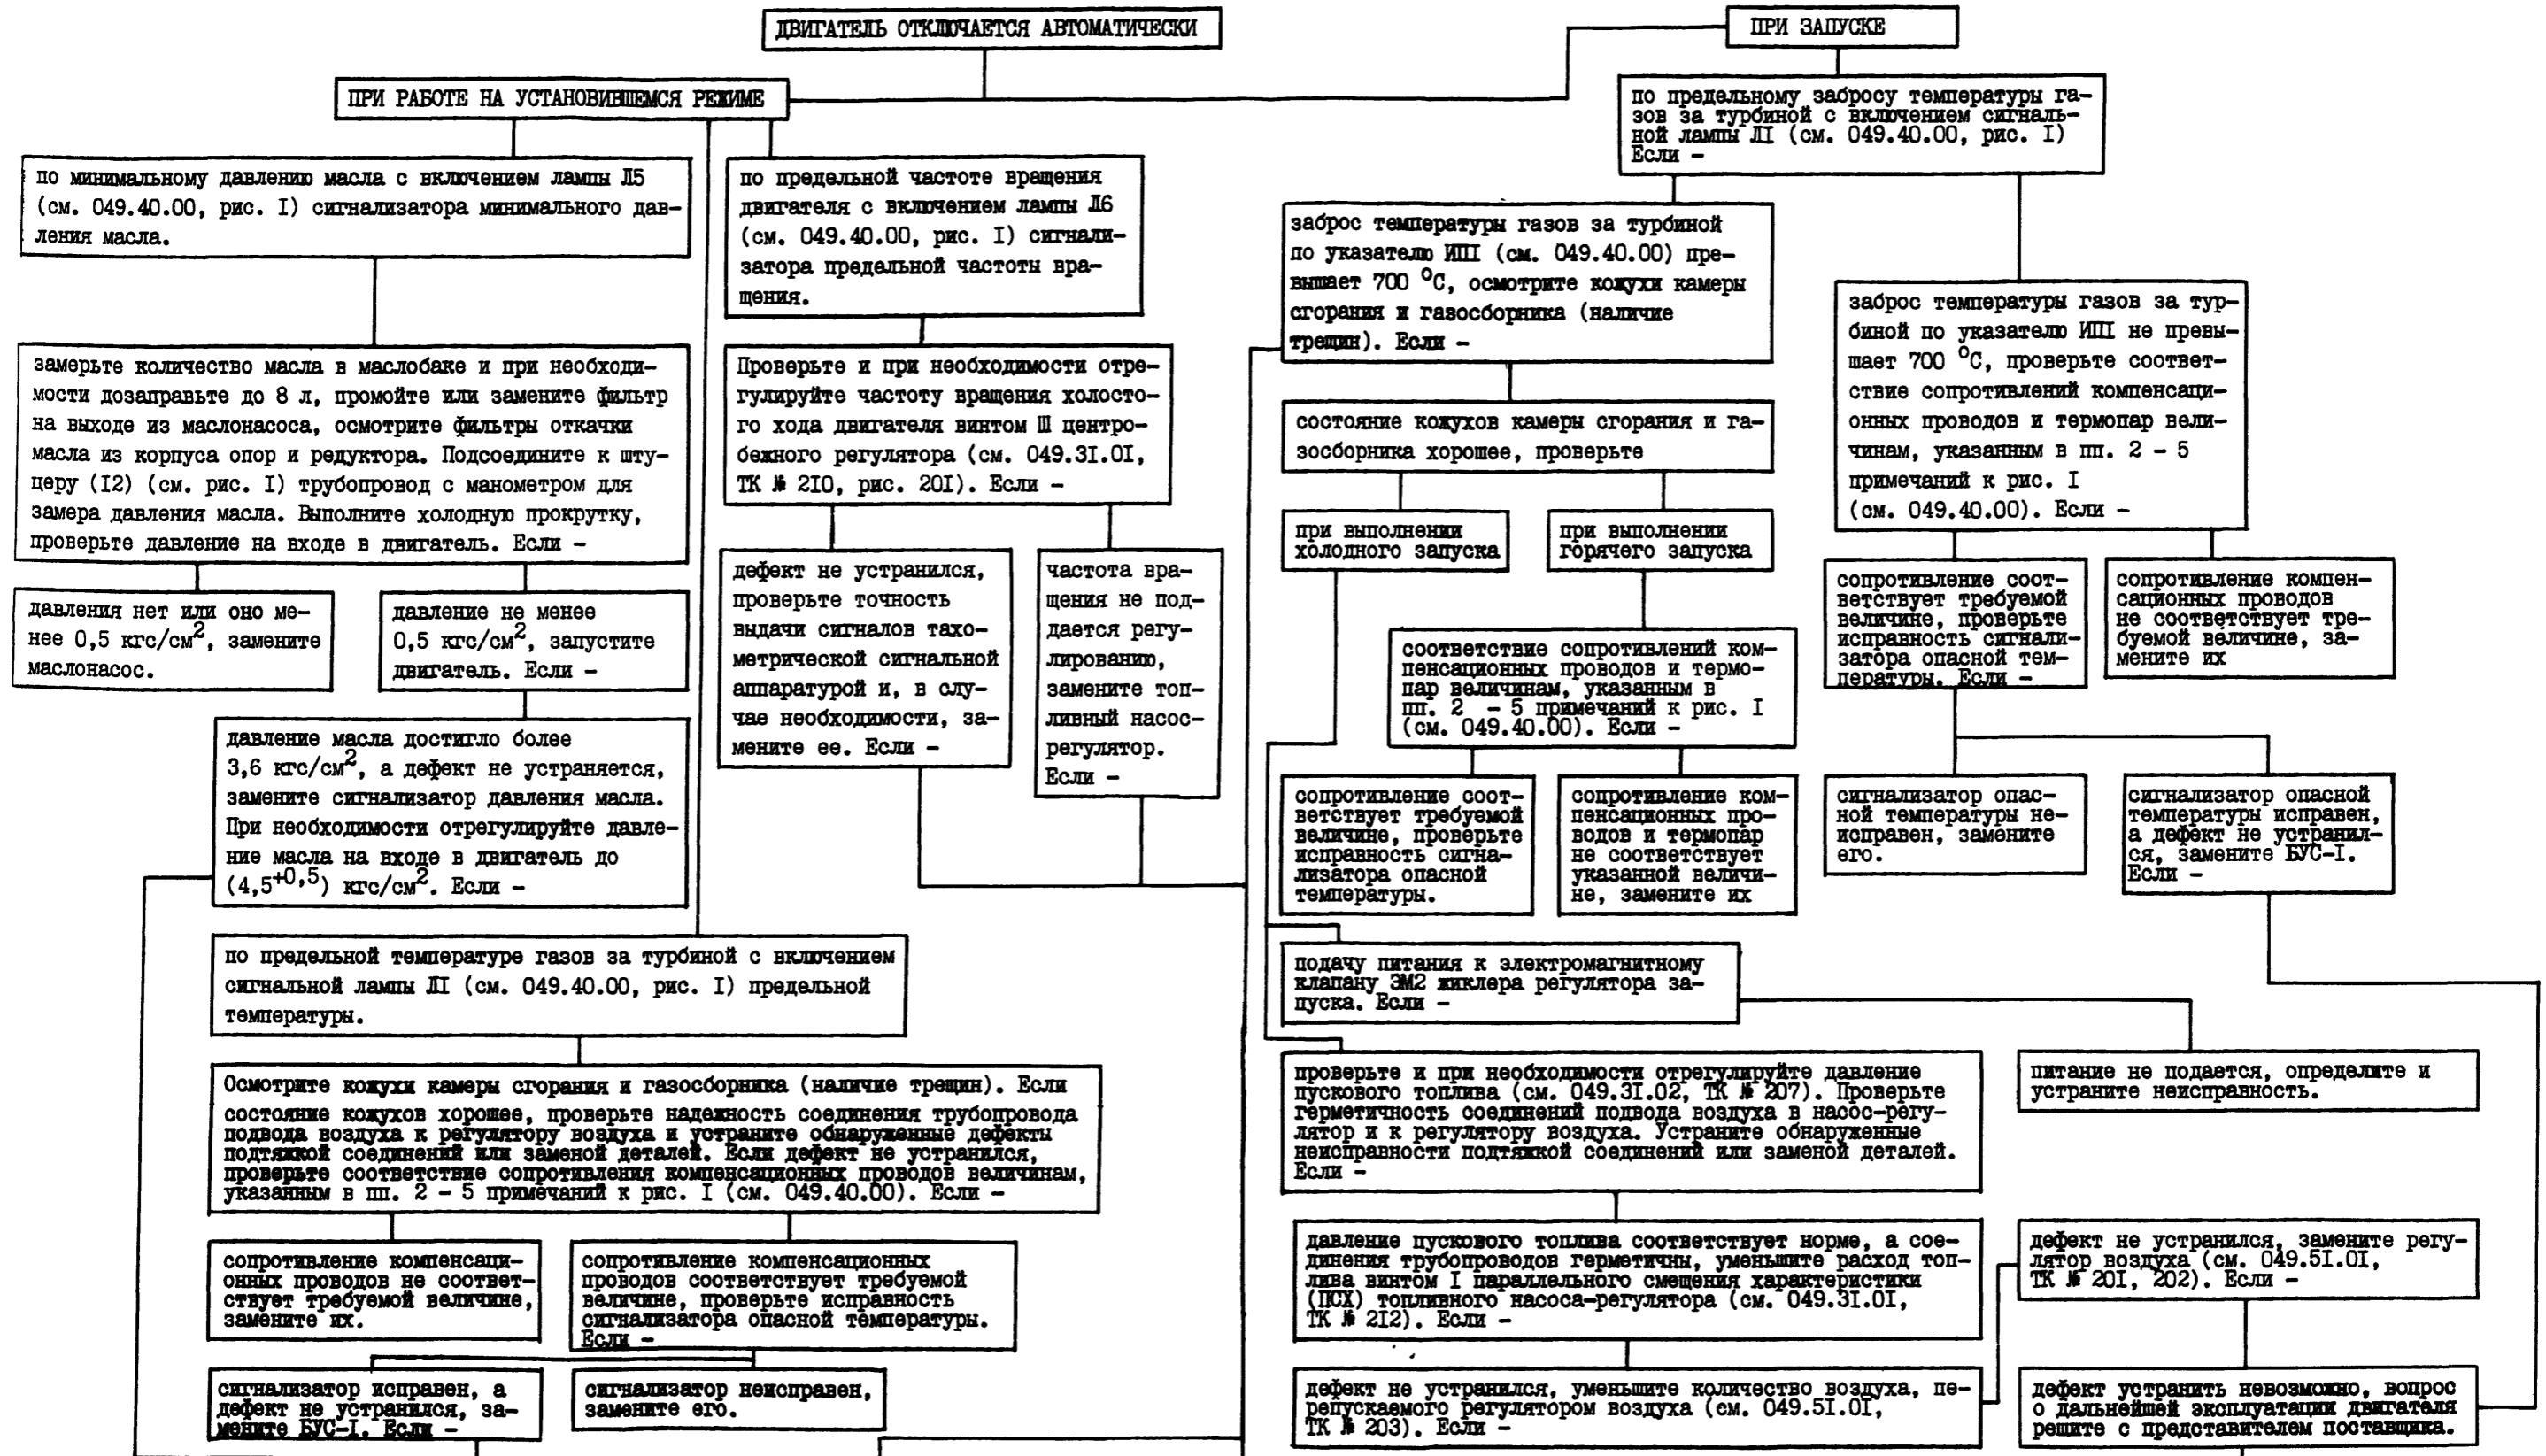 ДВИГАТЕЛЬ ОТКЛЮЧАЕТСЯ АВТОМАТИЧЕСКИ
ПРИ РАБОТЕ НА УСТАНОВИВШЕМСЯ РЕЖИМЕ
по минимальному давлению масла с включением лампы Л5
(см. 049.40.00, рис. I) сигнализатора минимального дав-
ления масла.
замерьте количество масла в маслобаке и при необходи-
мости дозаправьте до 8 л, промойте или замените фильтр
на выходе из маслонасоса, осмотрите фильтры откачки
масла из корпуса опор и редуктора. Подсоедините к шту-
церу (I2) (см. рис. I) трубопровод с манометром для
замера давления масла. Выполните холодную прокрутку,
проверьте давление на входе в двигатель. Если –
давления нет или оно ме-
нее 0,5 кгс/см², замените
маслонасос.
давление не менее
0,5 кгс/см², запустите
двигатель. Если –
давление масла достигло более
3,6 кгс/см², а дефект не устраняется,
замените сигнализатор давления масла.
При необходимости отрегулируйте давле-
ние масла на входе в двигатель до
(4,5⁺⁰,⁵) кгс/см². Если –
по предельной частоте вращения
двигателя с включением лампы Л6
(см. 049.40.00, рис. I) сигнали-
затора предельной частоты вра-
щения.
Проверьте и при необходимости отре-
гулируйте частоту вращения холосто-
го хода двигателя винтом Ш центро-
бежного регулятора (см. 049.3I.0I,
ТК № 2I0, рис. 20I). Если –
дефект не устранился,
проверьте точность
выдачи сигналов тахо-
метрической сигнальной
аппаратурой и, в слу-
чае необходимости, за-
мените ее. Если –
частота вра-
щения не под-
дается регу-
лированию,
замените топ-
ливный насос-
регулятор.
Если –
по предельной температуре газов за турбиной с включением
сигнальной лампы ЛI (см. 049.40.00, рис. I) предельной
температуры.
Осмотрите кожухи камеры сгорания и газосборника (наличие трещин). Если
состояние кожухов хорошее, проверьте надежность соединения трубопровода
подвода воздуха к регулятору воздуха и устраните обнаруженные дефекты
подтяжкой соединений или заменой деталей. Если дефект не устранился,
проверьте соответствие сопротивления компенсационных проводов величинам,
указанным в пп. 2 – 5 примечаний к рис. I (см. 049.40.00). Если –
сопротивление компенсаци-
онных проводов не соответ-
ствует требуемой величине,
замените их.
сопротивление компенсационных
проводов соответствует требуемой
величине, проверьте исправность
сигнализатора опасной температуры.
Если –
сигнализатор исправен, а
дефект не устранился, за-
мените БУС-I. Если –
сигнализатор неисправен,
замените его.
ПРИ ЗАПУСКЕ
по предельному забросу температуры га-
зов за турбиной с включением сигналь-
ной лампы ЛI (см. 049.40.00, рис. I)
Если –
заброс температуры газов за турбиной
по указателю ИПI (см. 049.40.00) пре-
вышает 700 °С, осмотрите кожухи камеры
сгорания и газосборника (наличие
трещин). Если –
состояние кожухов камеры сгорания и га-
зосборника хорошее, проверьте
при выполнении
холодного запуска
при выполнении
горячего запуска
соответствие сопротивлений ком-
пенсационных проводов и термо-
пар величинам, указанным в
пп. 2 – 5 примечаний к рис. I
(см. 049.40.00). Если –
сопротивление соот-
ветствует требуемой
величине, проверьте
исправность сигна-
лизатора опасной
температуры.
сопротивление ком-
пенсационных про-
водов и термопар
не соответствует
указанной величи-
не, замените их
заброс температуры газов за тур-
биной по указателю ИПI не превы-
шает 700 °С, проверьте соответ-
ствие сопротивлений компенсаци-
онных проводов и термопар вели-
чинам, указанным в пп. 2 – 5
примечаний к рис. I
(см. 049.40.00). Если –
сопротивление соот-
ветствует требуемой
величине, проверьте
исправность сигнали-
затора опасной тем-
пературы. Если –
сопротивление компен-
сационных проводов
не соответствует тре-
буемой величине, за-
мените их
сигнализатор опас-
ной температуры не-
исправен, замените
его.
сигнализатор опасной
температуры исправен,
а дефект не устранил-
ся, замените БУС-I.
Если –
подачу питания к электромагнитному
клапану ЭМ2 жиклера регулятора за-
пуска. Если –
питание не подается, определите и
устраните неисправность.
проверьте и при необходимости отрегулируйте давление
пускового топлива (см. 049.3I.02, ТК № 207). Проверьте
герметичность соединений подвода воздуха в насос-регу-
лятор и к регулятору воздуха. Устраните обнаруженные
неисправности подтяжкой соединений или заменой деталей.
Если –
давление пускового топлива соответствует норме, а сое-
динения трубопроводов герметичны, уменьшите расход топ-
лива винтом I параллельного смещения характеристики
(ПСХ) топливного насоса-регулятора (см. 049.3I.0I,
ТК № 2I2). Если –
дефект не устранился, уменьшите количество воздуха, пе-
репускаемого регулятором воздуха (см. 049.5I.0I,
ТК № 203). Если –
дефект не устранился, замените регу-
лятор воздуха (см. 049.5I.0I,
ТК № 20I, 202). Если –
дефект устранить невозможно, вопрос
о дальнейшей эксплуатации двигателя
решите с представителем поставщика.